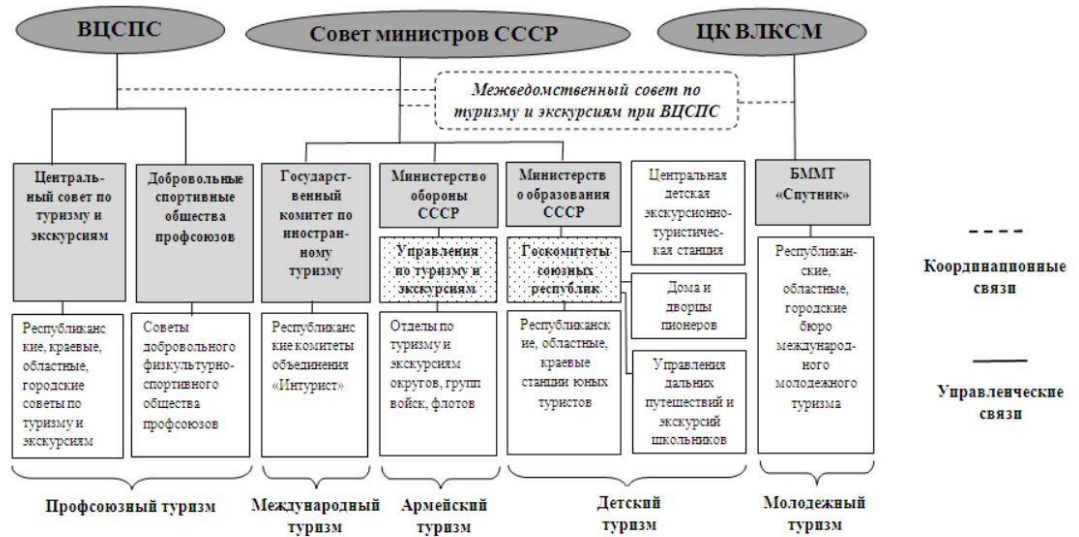 ВЦСПС
Совет министров СССР
ЦК ВЛКСМ
Межведомственный совет по
туризму и экскурсиям при ВЦСПС
Централь-
ный совет по
туризму и
экскурсиям
Добровольные
спортивные
общества
профсоюзов
Государст-
венный
комитет по
иностран-
ному
туризму
Министерство
обороны
СССР
Управления
по туризму и
экскурсиям
Министерств
о образования
СССР
Госкомитеты
союзных
республик
Центральная
детская
экскурсионно-
туристичес-
кая станция
Дома и
дворцы
пионеров
Управления
дальних
путешествий и
экскурсий
школьников
БММТ
«Спутник»
Республиканс
кие, краевые,
областные,
городские
советы по
туризму и
экскурсиям
Советы
добровольного
физкультурно-
спортивного
общества
профсоюзов
Республиканс
кие комитеты
объединения
«Интурист»
Отделы по
туризму и
экскурсиям
округов, групп
войск, флотов
Республиканск
ие, областные,
краевые
станции юных
туристов
Республикан-
ские,
областные,
городские
бюро
международ-
ного
молодежного
туризма
Координационные
связи
Управленческие
связи
Профсоюзный туризм
Международный
туризм
Армейский
туризм
Детский
туризм
Молодежный
туризм